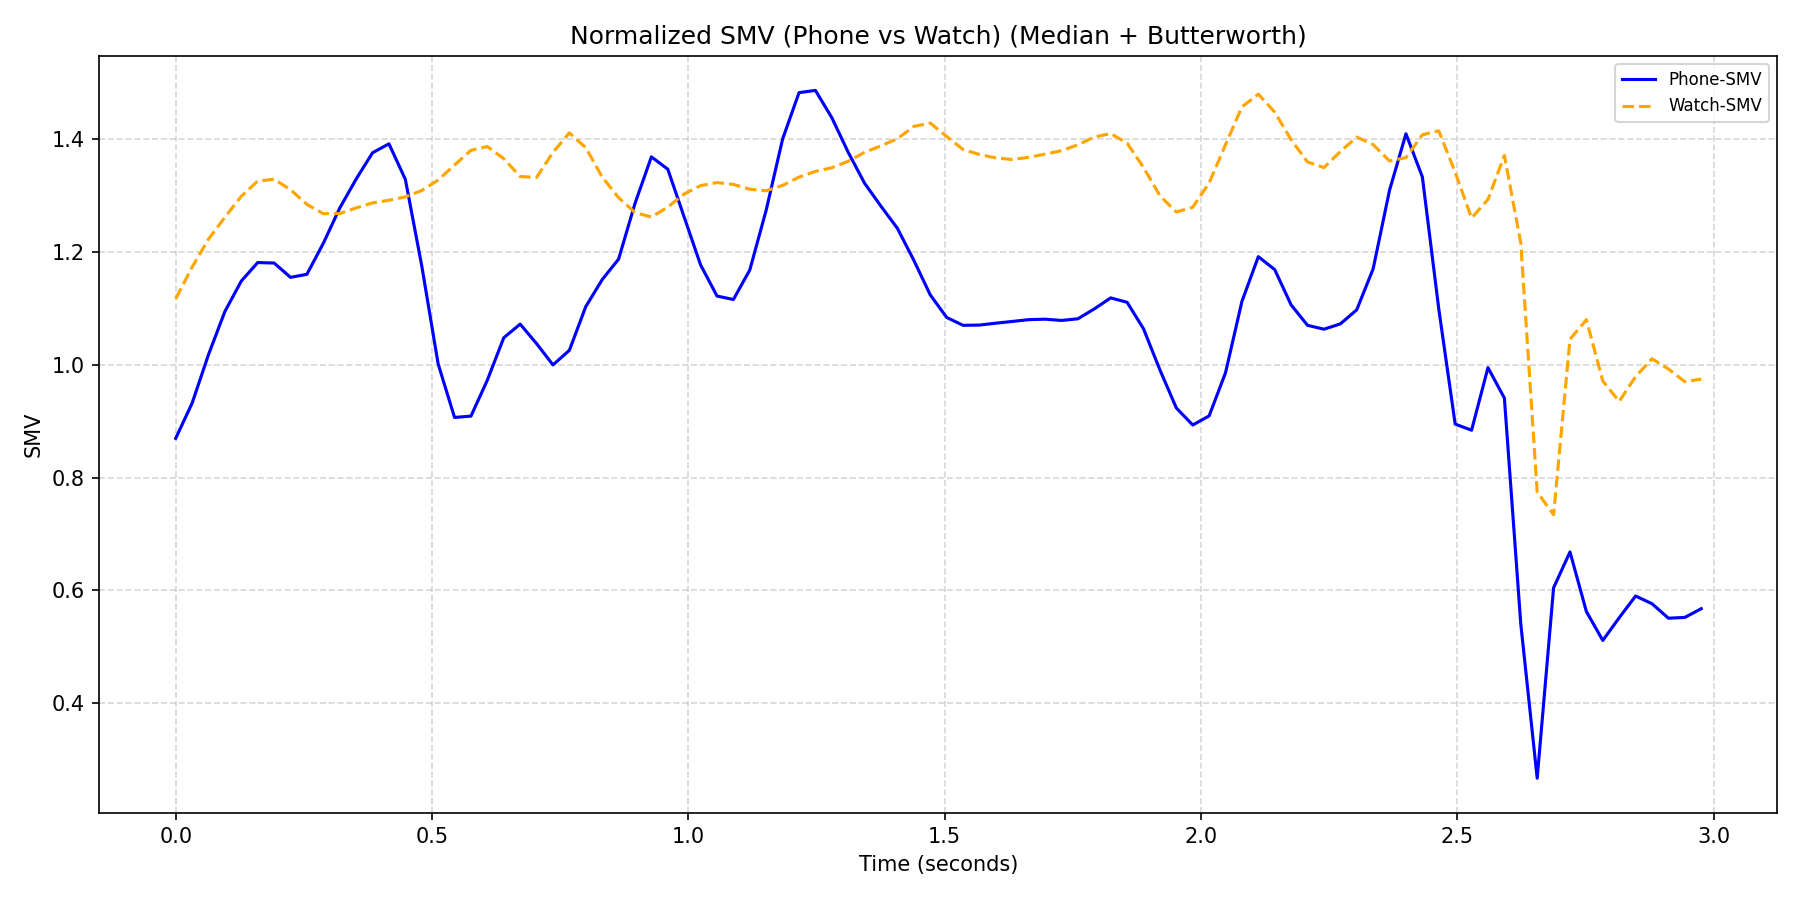 Normalized SMV (Phone vs Watch) (Median + Butterworth)
Phone-SMV
Watch-SMV
SMV
1.4
1.2
1.0
0.8
0.6
0.4
0.0 0.5 1.0 1.5 2.0 2.5 3.0
Time (seconds)